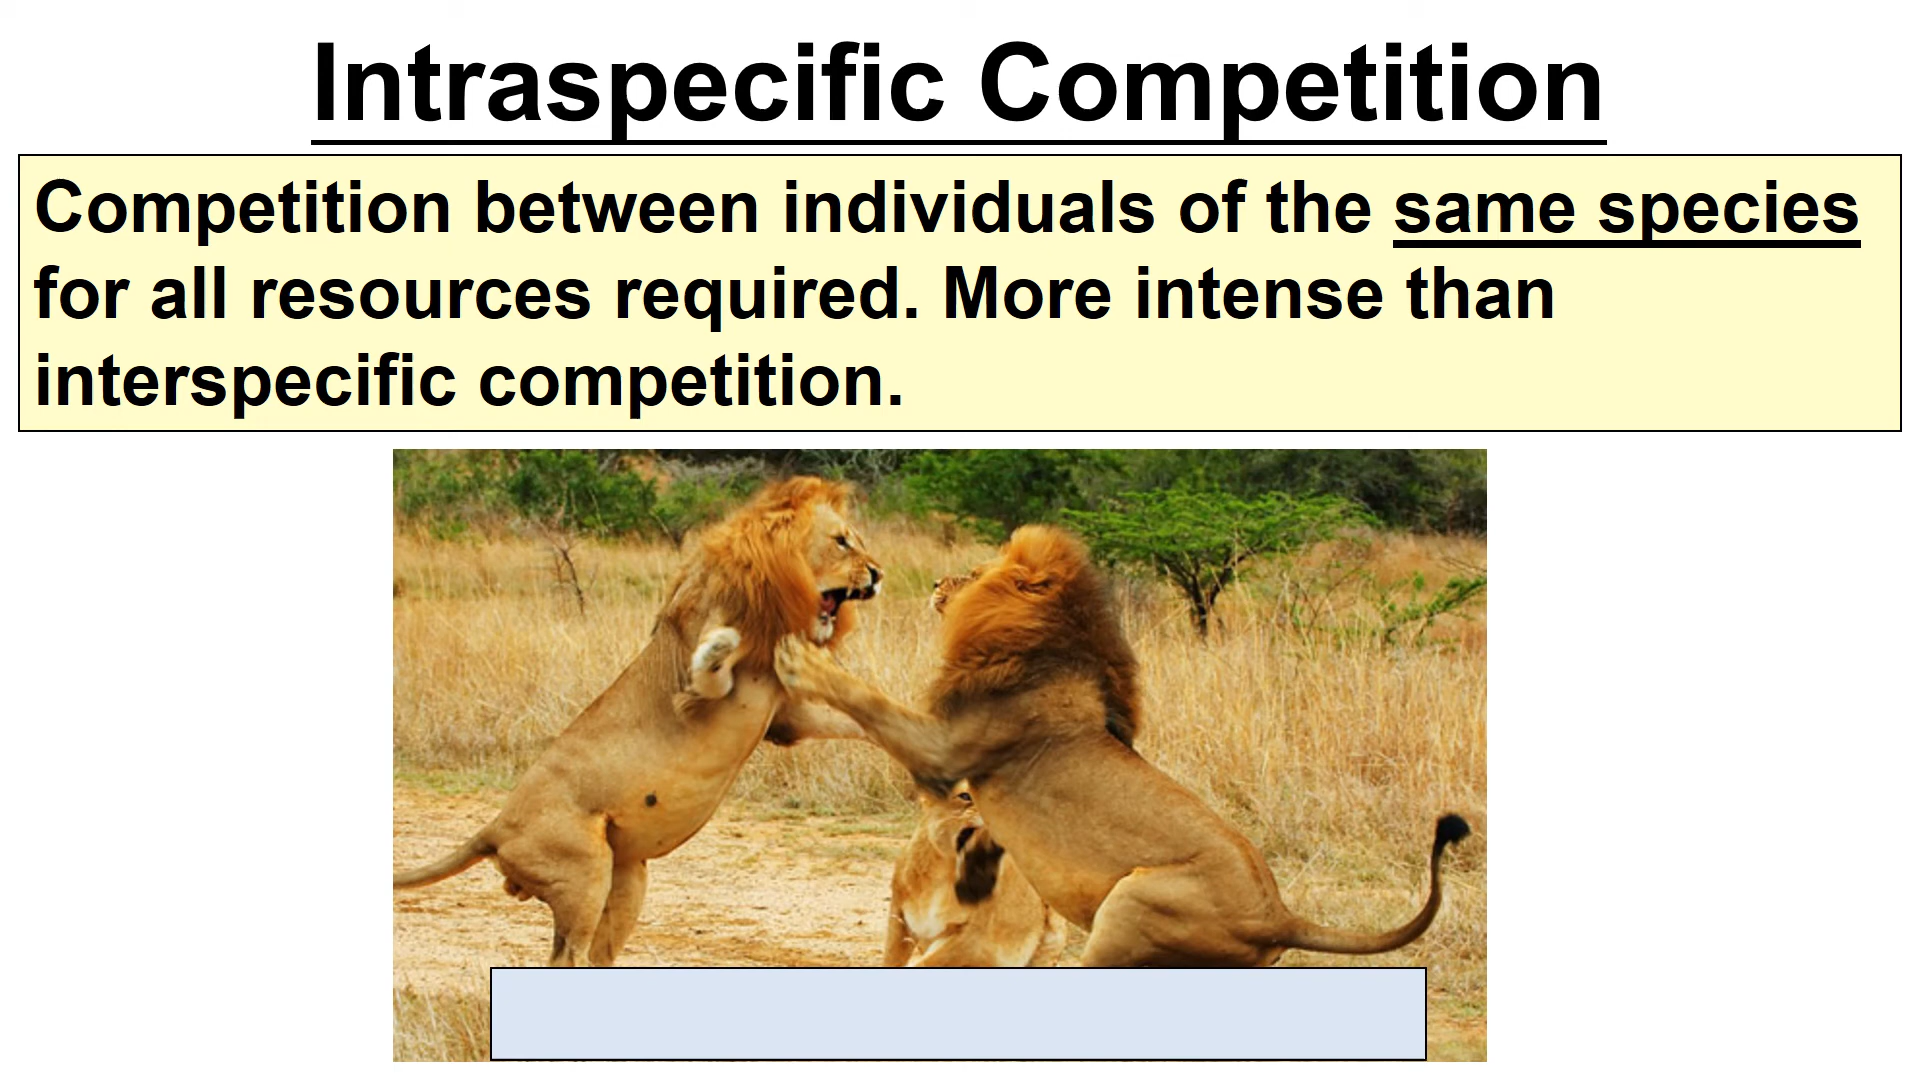 Intraspecific Competition
Competition between individuals of the same species
for all resources required. More intense than
interspecific competition.